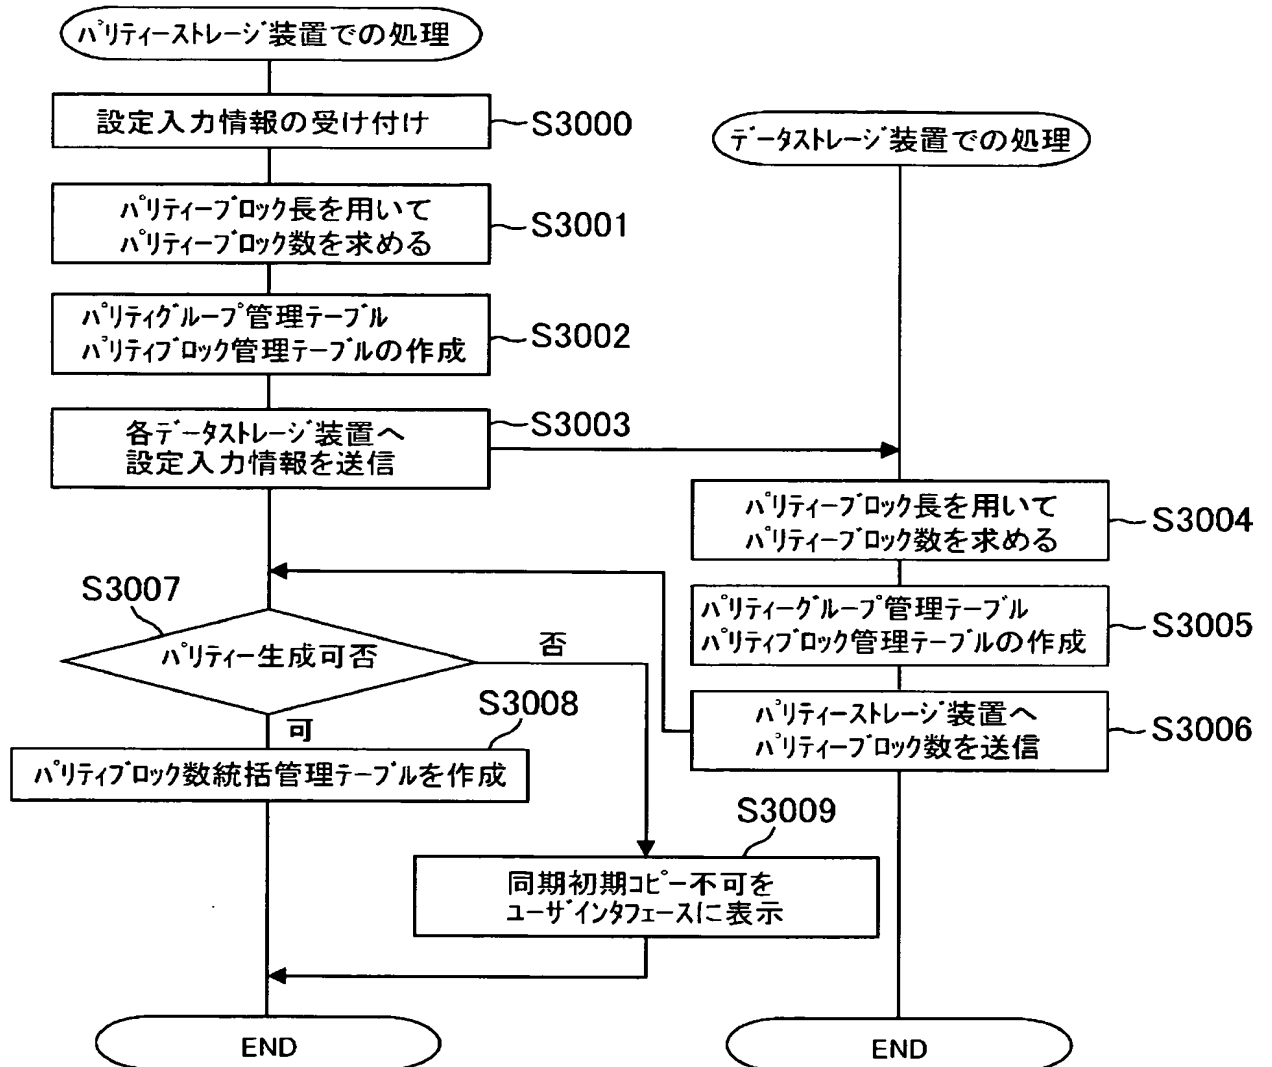 パリティーストレージ装置での処理
設定入力情報の受け付け
S3000
パリティーブロック長を用いて
パリティーブロック数を求める
S3001
パリティグループ管理テーブル
パリティブロック管理テーブルの作成
S3002
各データストレージ装置へ
設定入力情報を送信
S3003
データストレージ装置での処理
パリティーブロック長を用いて
パリティーブロック数を求める
S3004
パリティーグループ管理テーブル
パリティブロック管理テーブルの作成
S3005
パリティーストレージ装置へ
パリティーブロック数を送信
S3006
S3007
パリティー生成可否
否
可
S3008
パリティブロック数統括管理テーブルを作成
S3009
同期初期コピー不可を
ユーザインタフェースに表示
END
END